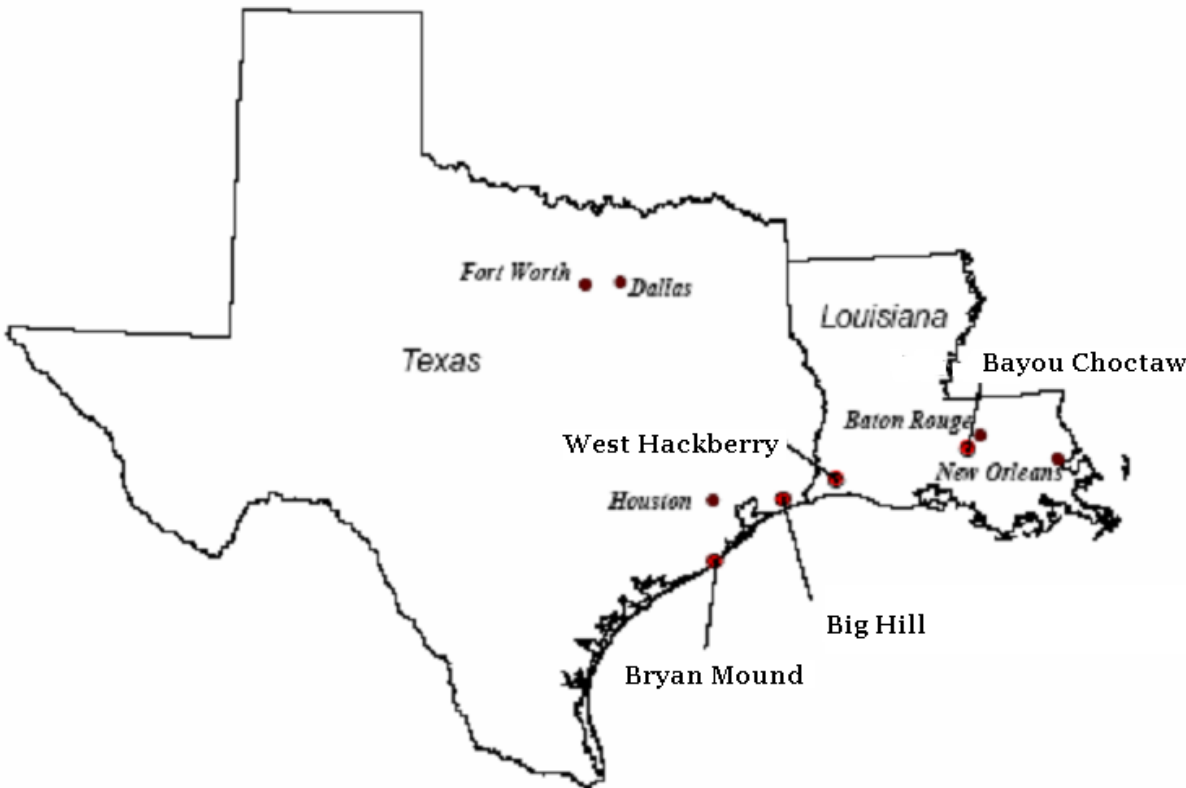 Fort Worth
Dallas
Louisiana
Texas
Bayou Choctaw
Baton Rouge
West Hackberry
New Orleans
Houston
Big Hill
Bryan Mound